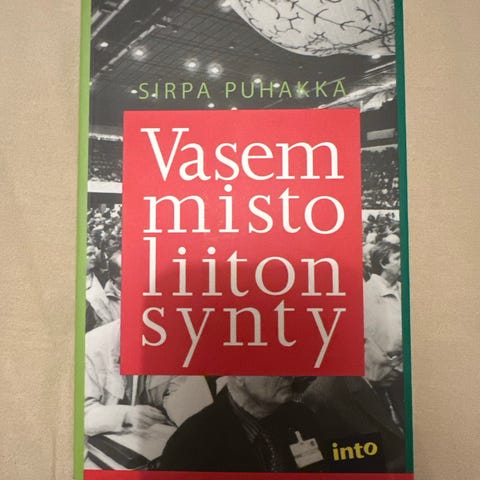 SIRPA PUHAKKA
Vasem
misto
liiton
synty
into